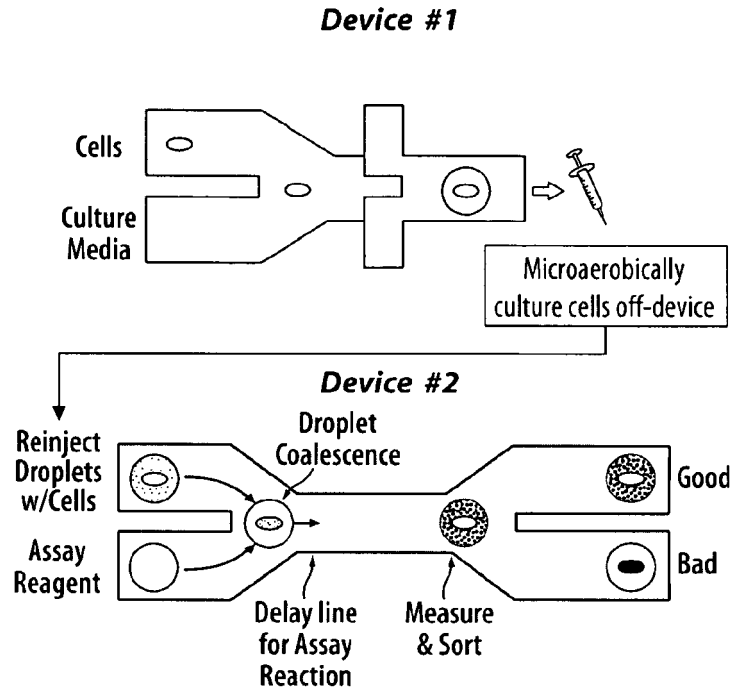 Device #1
Cells
Culture
Media
Microaerobically
culture cells off-device
Device #2
Reinject
Droplets
w/Cells
Droplet
Coalescence
Good
Assay
Reagent
Bad
Delay line
for Assay
Reaction
Measure
& Sort